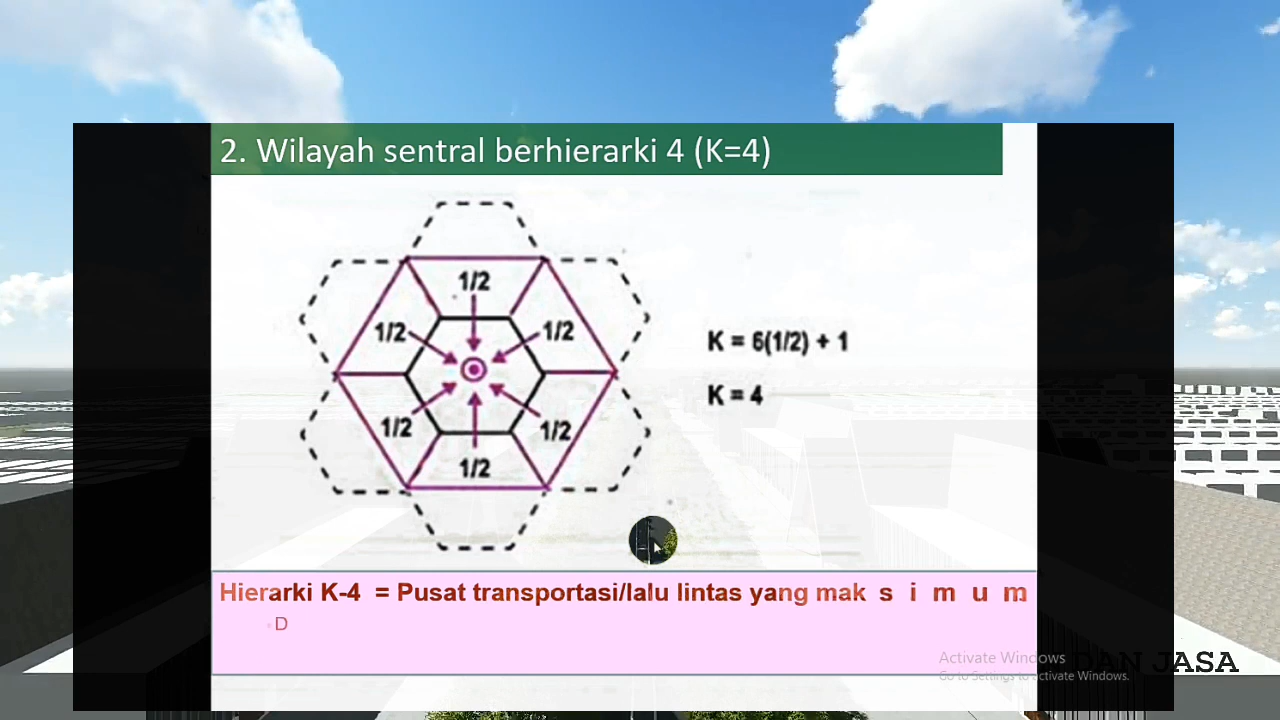 2. Wilayah sentral berhierarki 4 (K=4)
1/2
1/2
1/2
K = 6(1/2) + 1
K = 4
1/2
1/2
1/2
Hierarki K-4 = Pusat transportasi/lalu lintas yang mak s i m u m
D
Activate Windows
Go to Settings to activate Windows.
DAN JASA